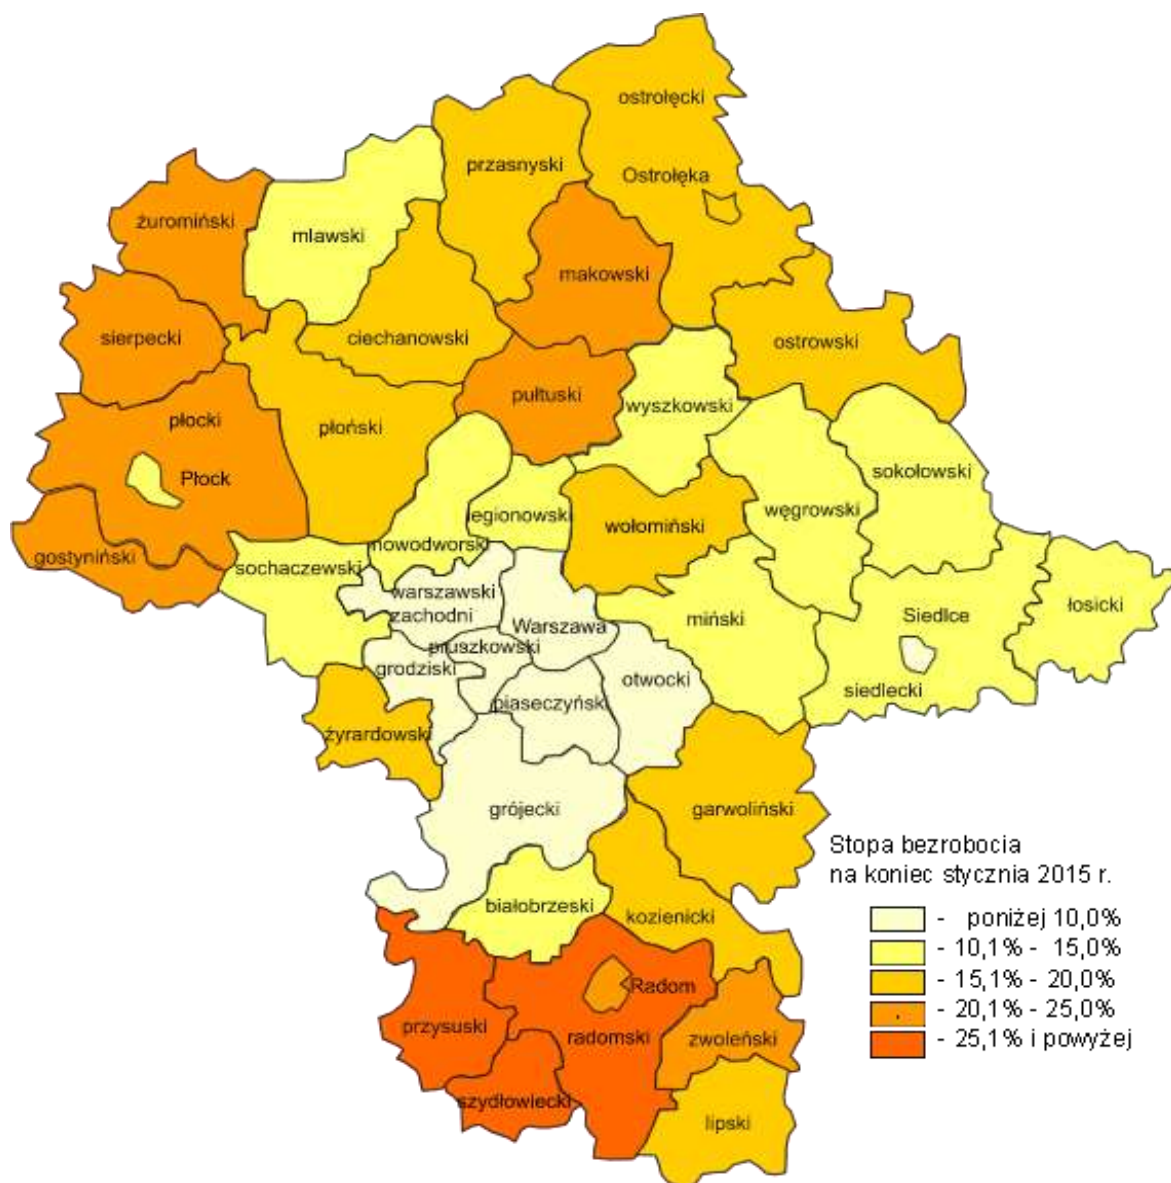 ostrołęcki
przasnyski
Ostrołęka
żuromiński
mlawski
makowski
sierpecki
ciechanowski
ostrowski
pułtuski
wyszkowski
płocki
płoński
Płock
sokołowski
legionowski
wołomiński
węgrowski
nowodworski
gostyniński
sochaczewski
warszawski
zachodni
Warszawa
miński
Siedlce
łosicki
pruszkowski
grodziski
otwocki
siedlecki
piaseczyński
żyrardowski
grójecki
garwoliński
Stopa bezrobocia
na koniec stycznia 2015 r.
białobrzeski
kozienicki
- poniżej 10,0%
- 10,1% - 15,0%
- 15,1% - 20,0%
- 20,1% - 25,0%
- 25,1% i powyżej
Radom
przysuski
radomski
zwoleński
szydłowiecki
lipski